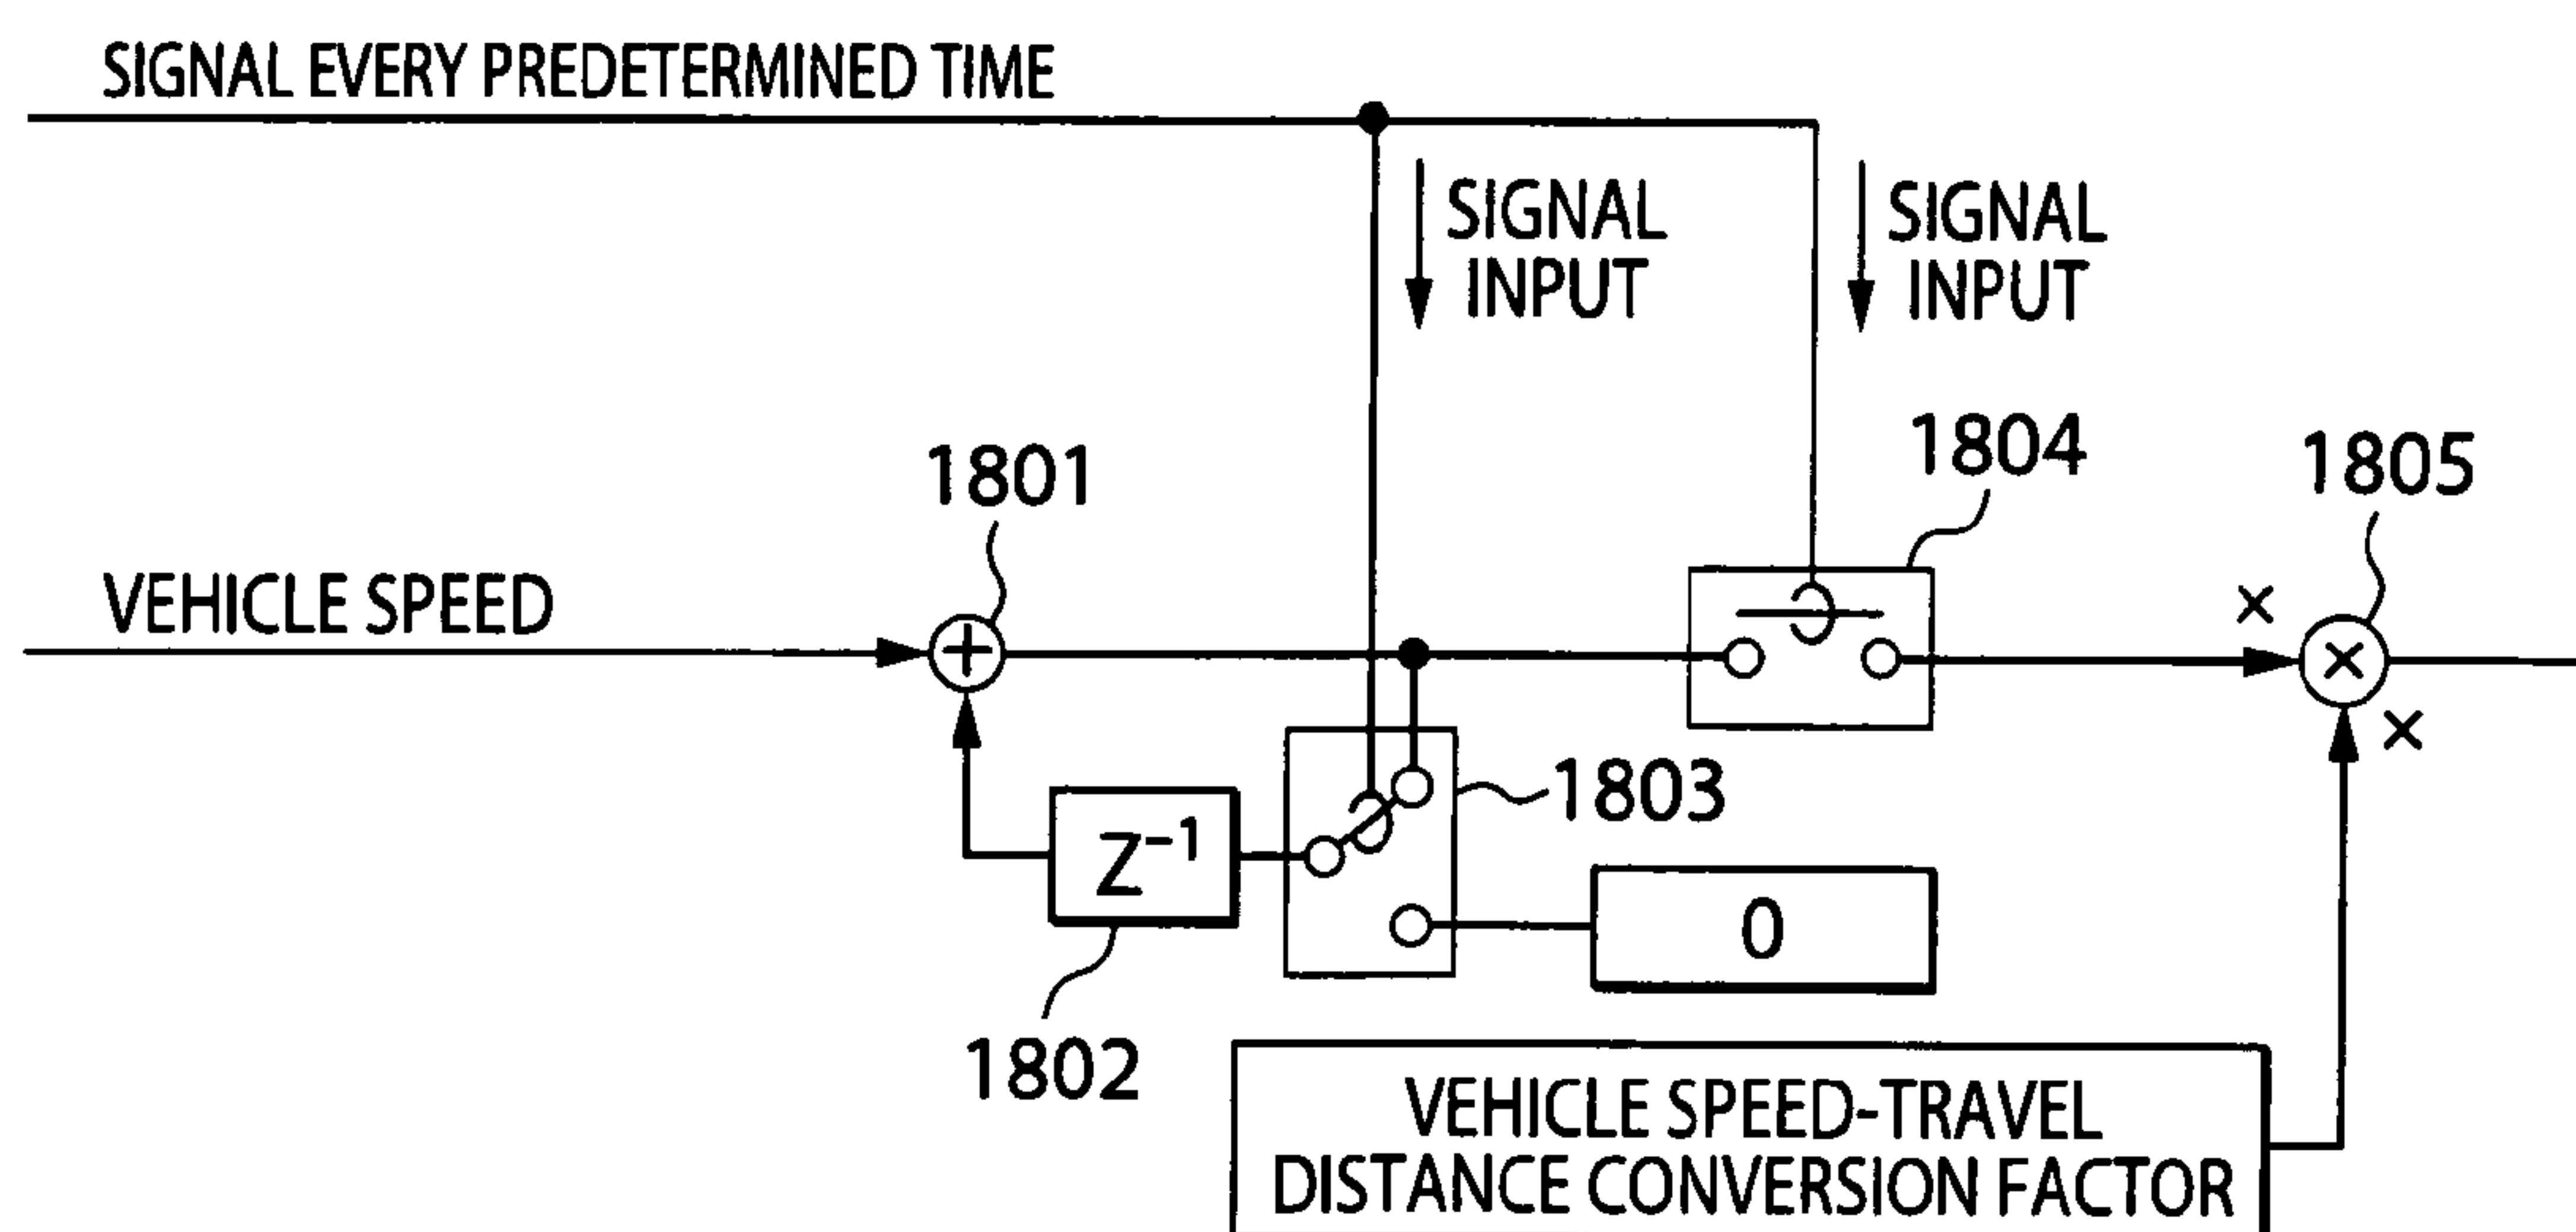 SIGNAL EVERY PREDETERMINED TIME
SIGNAL
INPUT
SIGNAL
INPUT
1804
1805
1801
VEHICLE SPEED
+
×
×
×
1803
Z⁻¹
0
1802
VEHICLE SPEED-TRAVEL
DISTANCE CONVERSION FACTOR